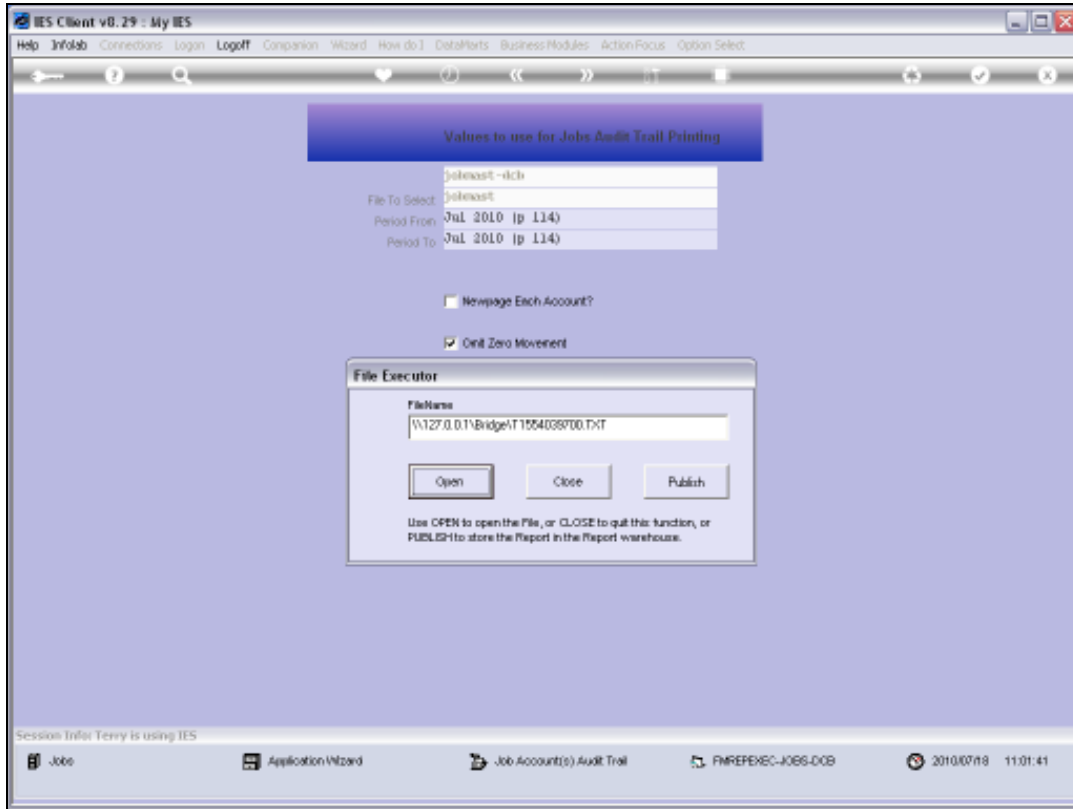 IES Client v8.29 : My IES
Help Infolab Connections Logon Logoff Companion Wizard How do I DataMarts Business Modules Action Focus Option Select
Values to use for Jobs Audit Trail Printing
jobmast-dcb
File To Select jobmast
Period From Jul 2010 (p 114)
Period To Jul 2010 (p 114)
Newpage Each Account?
Omit Zero Movement
File Executor
FileName
\\127.0.0.1\Bridge\T1554039700.TXT
Open Close Publish
Use OPEN to open the File, or CLOSE to quit this function, or
PUBLISH to store the Report in the Report warehouse.
Session Info: Terry is using IES
Jobs Application Wizard Job Account(s) Audit Trail FMREPEXEC-JOBS-DCB 2010/07/18 11:01:41